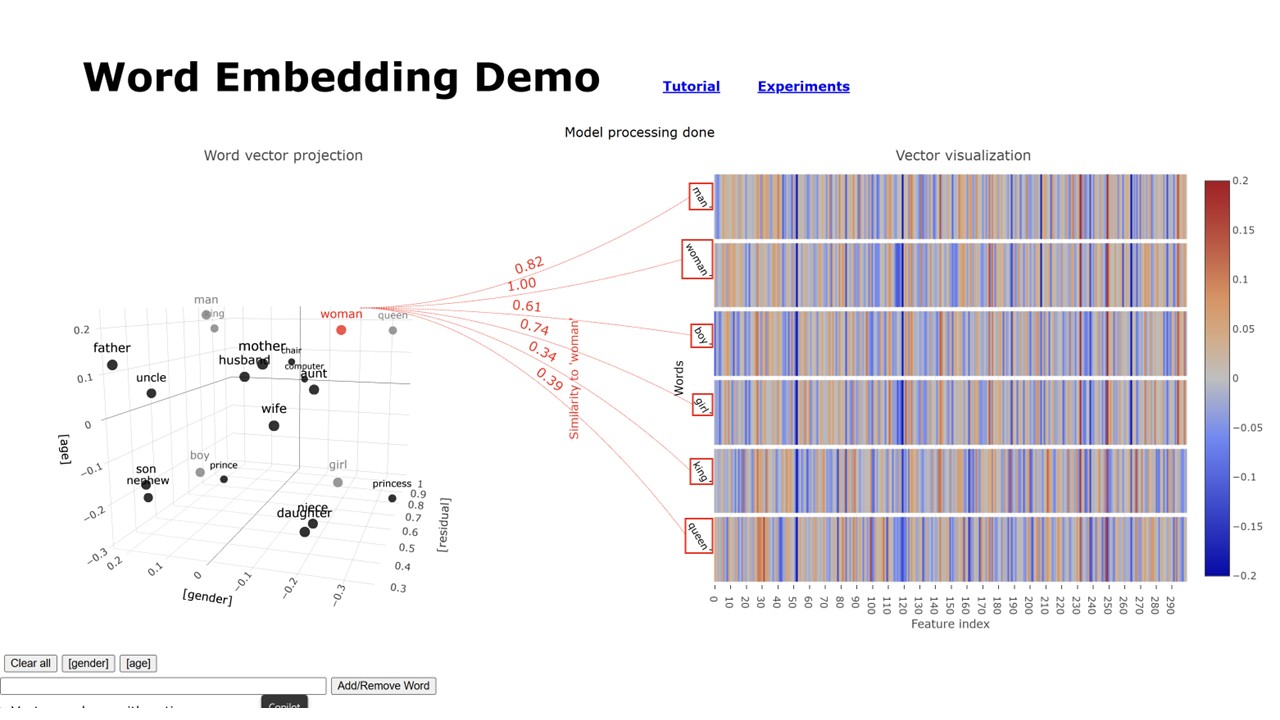 Word Embedding Demo
Tutorial
Experiments
Model processing done
Word vector projection
Vector visualization
man
woman
queen
father
mother
chair
husband
computer
uncle
aunt
wife
boy
prince
girl
son
nephew
princess
niece
daughter
0.2
0.1
0
−0.1
−0.2
−0.3
[age]
0.2
0.1
0
−0.1
−0.2
−0.3
[gender]
1
0.9
0.8
0.7
0.6
0.5
0.4
0.3
[residual]
0.82
1.00
0.61
0.74
0.34
0.39
Similarity to 'woman'
Words
man
woman
boy
girl
king
queen
0 10 20 30 40 50 60 70 80 90 100 110 120 130 140 150 160 170 180 190 200 210 220 230 240 250 260 270 280 290
Feature index
0.2
0.15
0.1
0.05
0
−0.05
−0.1
−0.15
−0.2
Clear all
[gender]
[age]
Add/Remove Word
Copilot